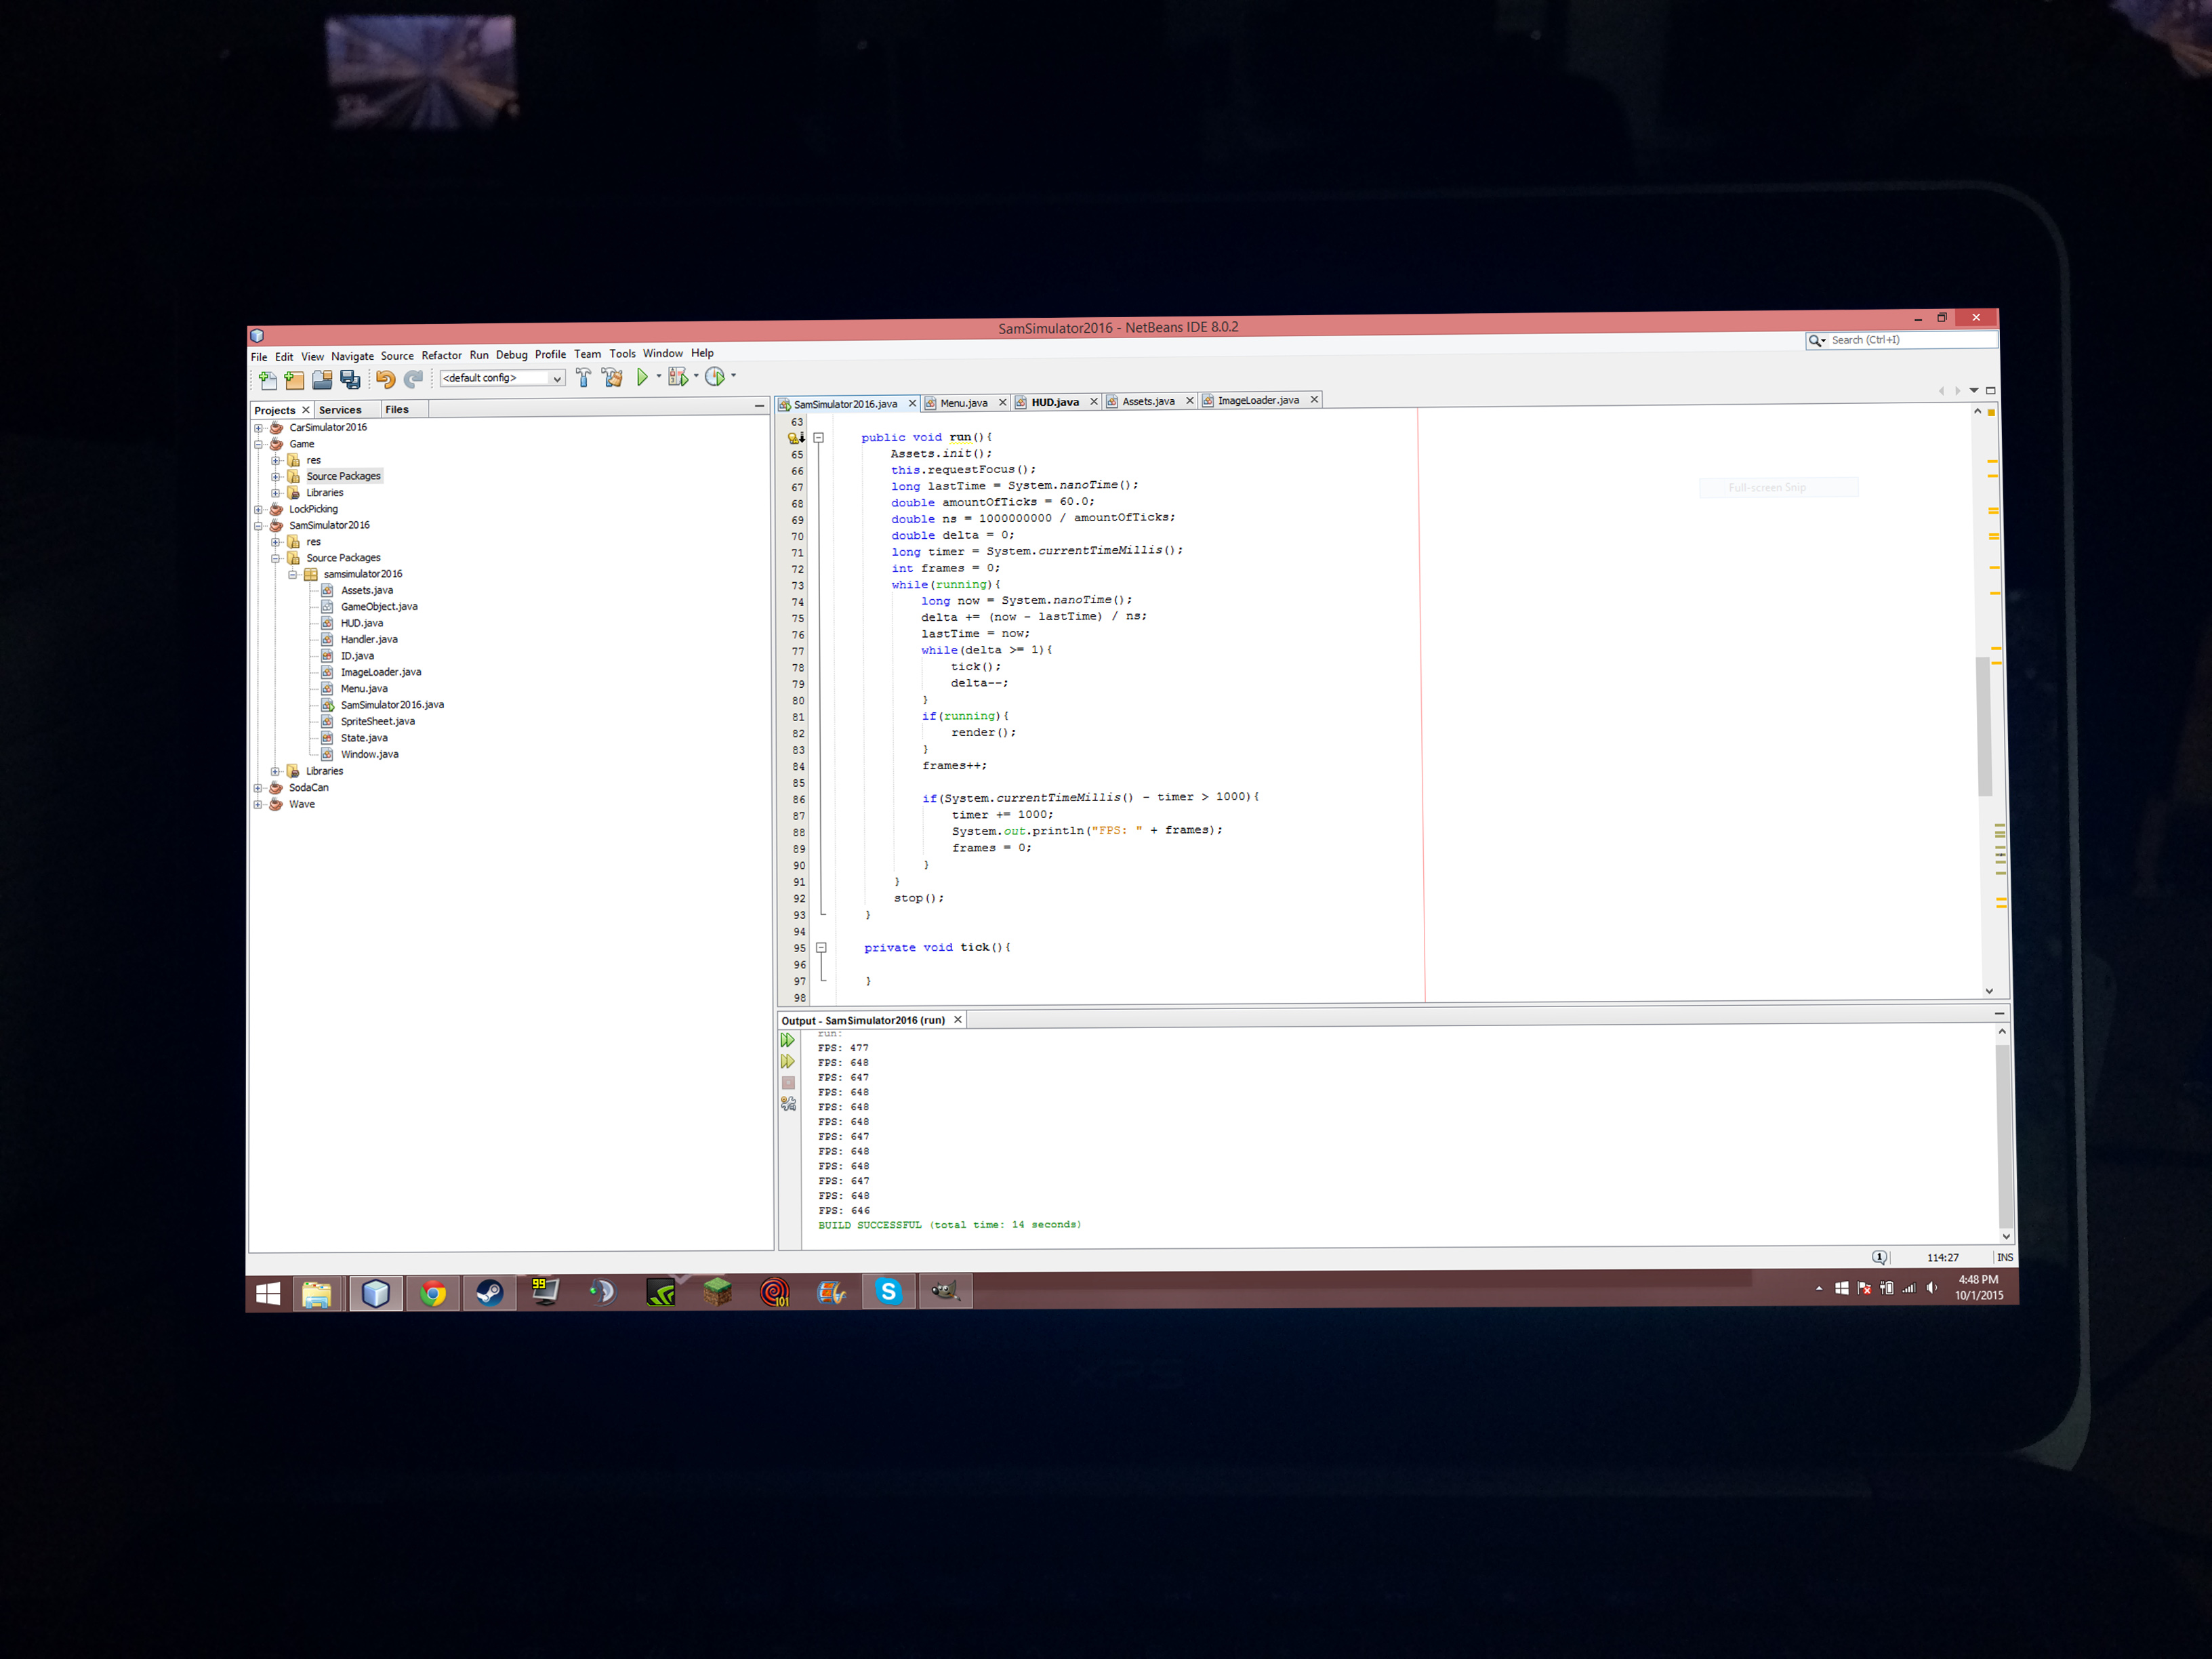 SamSimulator2016 - NetBeans IDE 8.0.2
File Edit View Navigate Source Refactor Run Debug Profile Team Tools Window Help
Search (Ctrl+I)
<default config>
Projects Services Files
CarSimulator2016
Game
res
Source Packages
Libraries
LockPicking
SamSimulator2016
res
Source Packages
samsimulator2016
Assets.java
GameObject.java
HUD.java
Handler.java
ID.java
ImageLoader.java
Menu.java
SamSimulator2016.java
SpriteSheet.java
State.java
Window.java
Libraries
SodaCan
Wave
SamSimulator2016.java Menu.java HUD.java Assets.java ImageLoader.java
63
public void run(){
65 Assets.init();
66 this.requestFocus();
67 long lastTime = System.nanoTime();
68 double amountOfTicks = 60.0;
69 double ns = 1000000000 / amountOfTicks;
70 double delta = 0;
71 long timer = System.currentTimeMillis();
72 int frames = 0;
73 while(running){
74 long now = System.nanoTime();
75 delta += (now - lastTime) / ns;
76 lastTime = now;
77 while(delta >= 1){
78 tick();
79 delta--;
80 }
81 if(running){
82 render();
83 }
84 frames++;
85
86 if(System.currentTimeMillis() - timer > 1000){
87 timer += 1000;
88 System.out.println("FPS: " + frames);
89 frames = 0;
90 }
91 }
92 stop();
93 }
94
95 private void tick(){
96
97 }
98
Full-screen Snip
Output - SamSimulator2016 (run)
run:
FPS: 477
FPS: 648
FPS: 647
FPS: 648
FPS: 648
FPS: 648
FPS: 647
FPS: 648
FPS: 648
FPS: 647
FPS: 648
FPS: 646
BUILD SUCCESSFUL (total time: 14 seconds)
1 114:27 INS
99
101
S
4:48 PM
10/1/2015
XPS